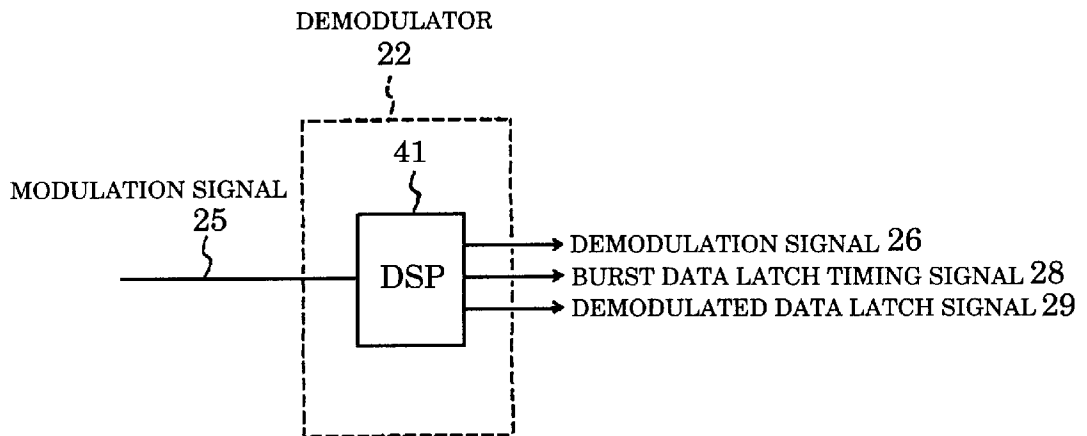 DEMODULATOR
22
41
MODULATION SIGNAL
25
DSP
DEMODULATION SIGNAL 26
BURST DATA LATCH TIMING SIGNAL 28
DEMODULATED DATA LATCH SIGNAL 29